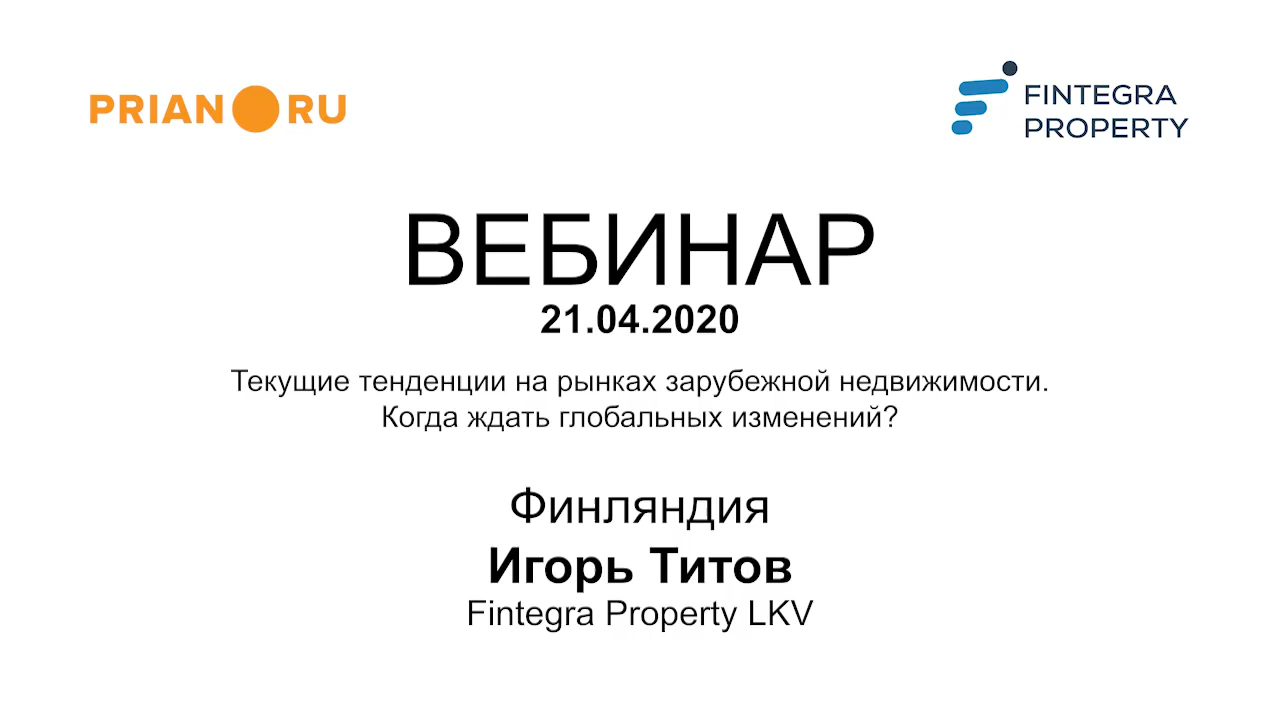 PRIAN RU
FINTEGRA
PROPERTY
ВЕБИНАР
21.04.2020
Текущие тенденции на рынках зарубежной недвижимости.
Когда ждать глобальных изменений?
Финляндия
Игорь Титов
Fintegra Property LKV